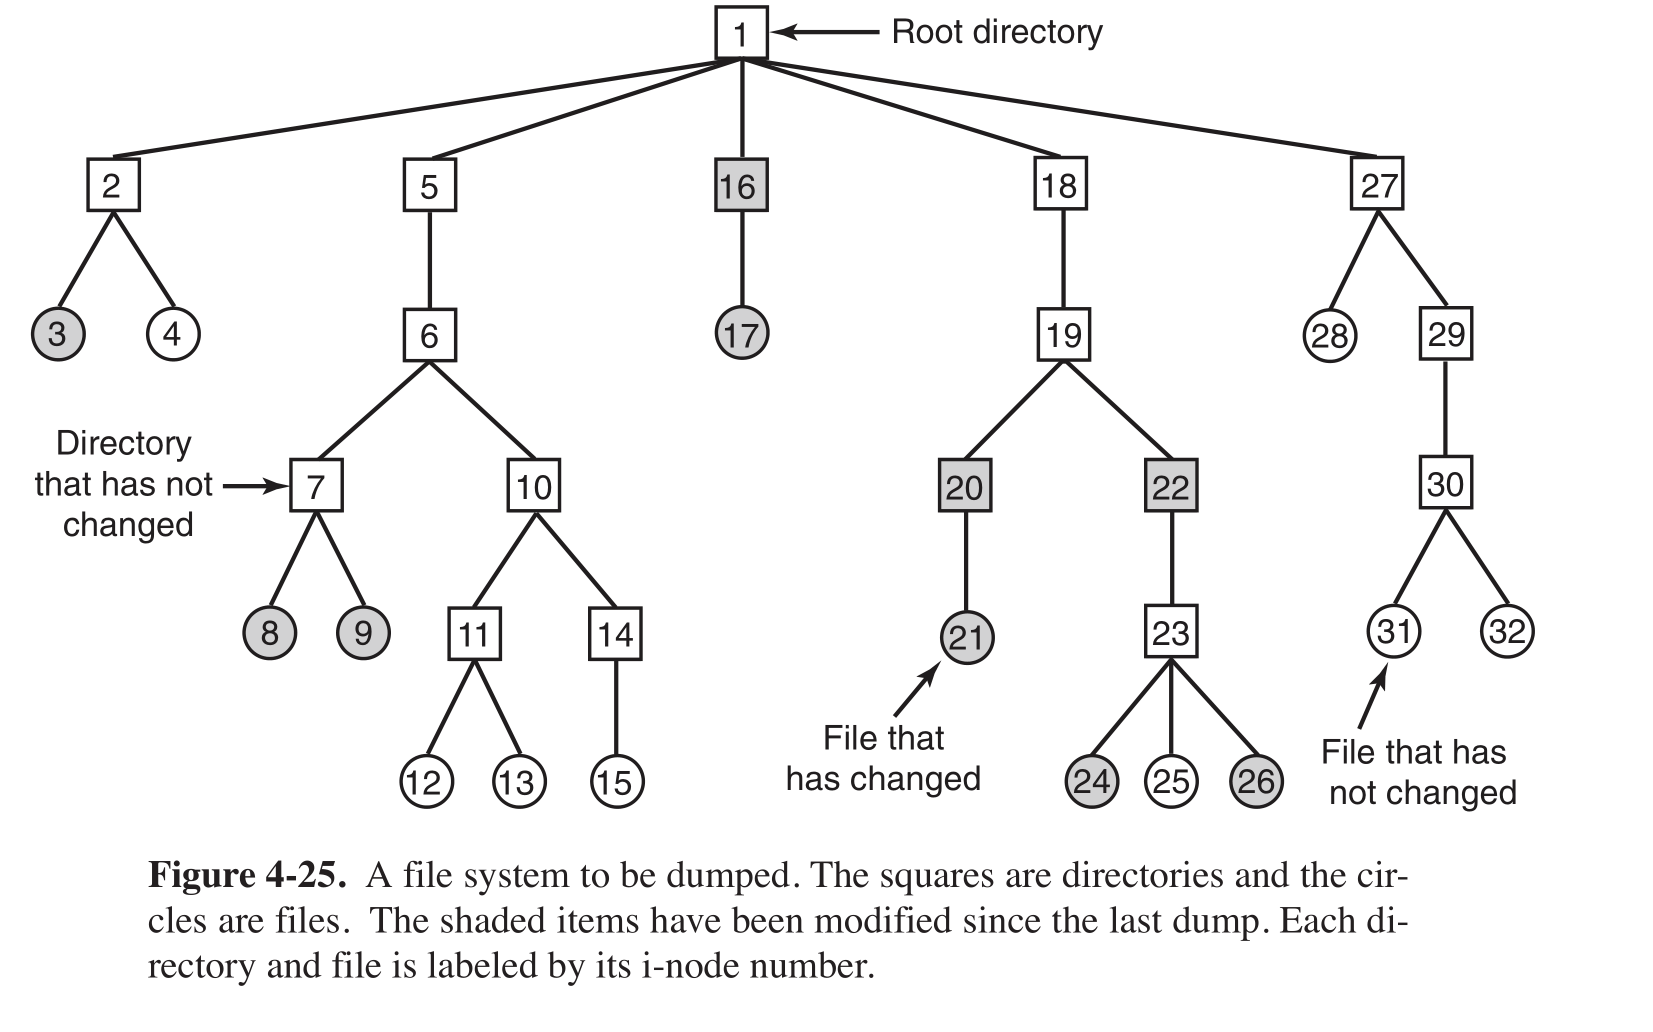 1
Root directory
2
5
16
18
27
3
4
6
17
19
28
29
Directory
that has not
changed
7
10
20
22
30
8
9
11
14
21
23
31
32
File that
has changed
12
13
15
24
25
26
File that has
not changed
Figure 4-25. A file system to be dumped. The squares are directories and the cir-
cles are files. The shaded items have been modified since the last dump. Each di-
rectory and file is labeled by its i-node number.